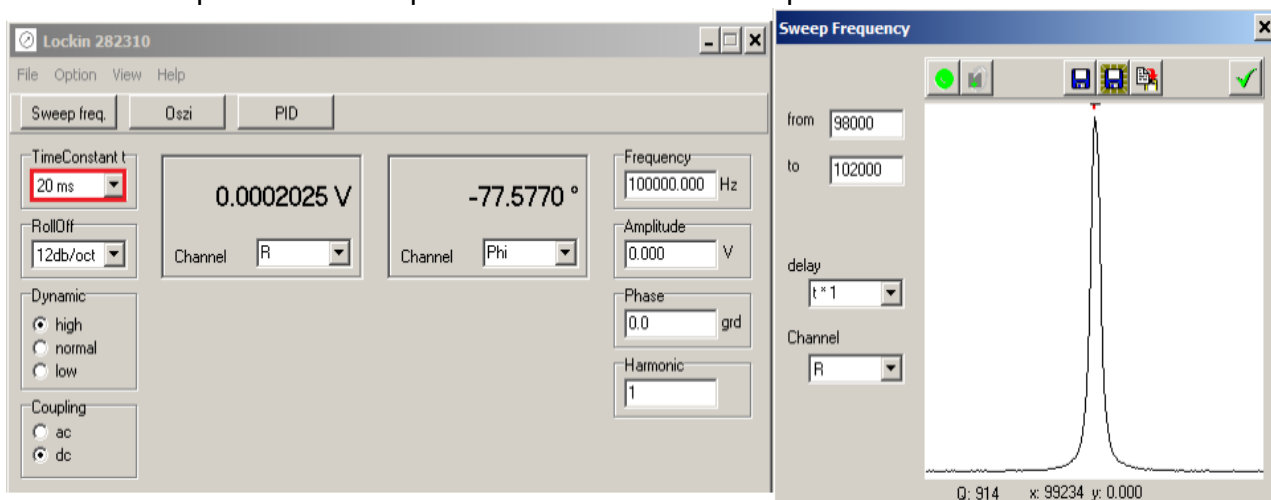 Lockin 282310
File Option View Help
Sweep freq. Oszi PID
TimeConstant t
20 ms
RollOff
12db/oct
Dynamic
high
normal
low
Coupling
ac
dc
0.0002025 V
Channel R
-77.5770 °
Channel Phi
Frequency
100000.000 Hz
Amplitude
0.000 V
Phase
0.0 grd
Harmonic
1
Sweep Frequency
from 98000
to 102000
delay
t * 1
Channel
R
Q: 914 x: 99234 y: 0.000